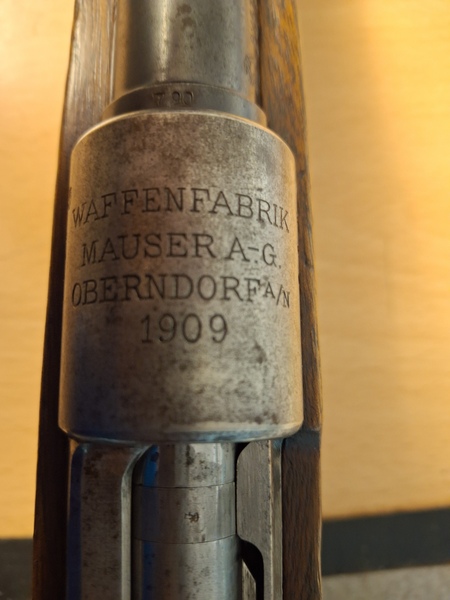 WAFFENFABRIK
MAUSER A-G.
OBERNDORF A/N
1909